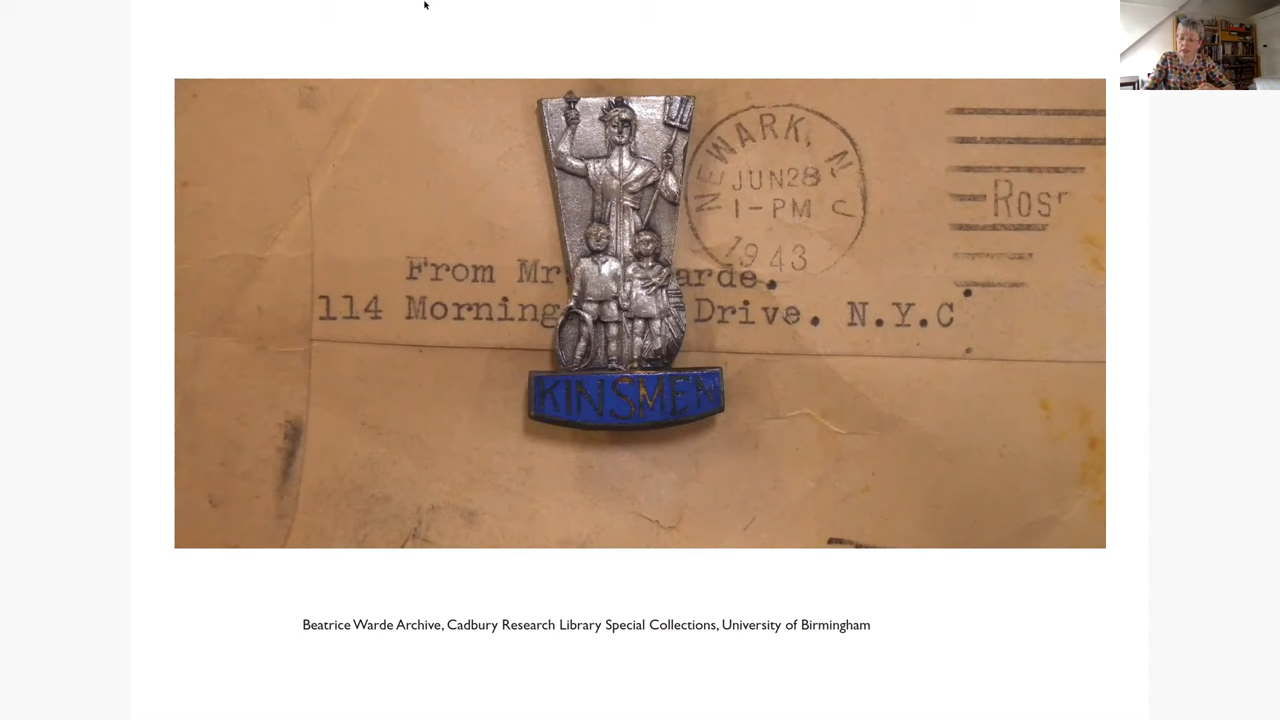 NEWARK, N J
JUN 28
1-PM
1943
From Mr
arde.
114 Morning
Drive. N.Y.C
KINSMEN
Beatrice Warde Archive, Cadbury Research Library Special Collections, University of Birmingham